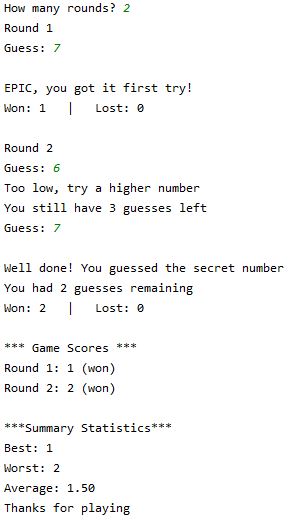 How many rounds? 2
Round 1
Guess: 7
EPIC, you got it first try!
Won: 1   |   Lost: 0
Round 2
Guess: 6
Too low, try a higher number
You still have 3 guesses left
Guess: 7
Well done! You guessed the secret number
You had 2 guesses remaining
Won: 2   |   Lost: 0
*** Game Scores ***
Round 1: 1 (won)
Round 2: 2 (won)
***Summary Statistics***
Best: 1
Worst: 2
Average: 1.50
Thanks for playing